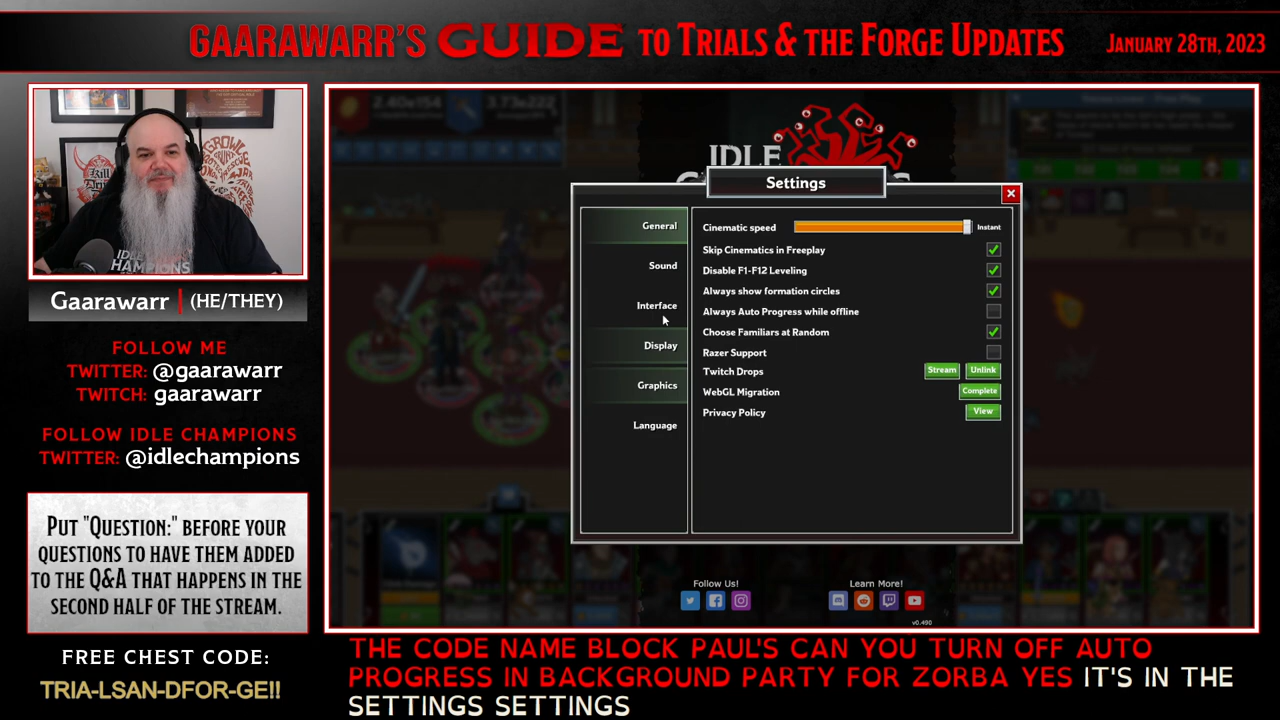 GAARAWARR'S GUIDE TO TRIALS & THE FORGE UPDATES
JANUARY 28TH, 2023
Gaarawarr | (HE/THEY)
FOLLOW ME
TWITTER: @gaarawarr
TWITCH: gaarawarr
FOLLOW IDLE CHAMPIONS
TWITTER: @idlechampions
PUT "QUESTION:" BEFORE YOUR
QUESTIONS TO HAVE THEM ADDED
TO THE Q&A THAT HAPPENS IN THE
SECOND HALF OF THE STREAM.
FREE CHEST CODE:
TRIA-LSAN-DFOR-GE!!
IDLE
Settings
General
Sound
Interface
Display
Graphics
Language
Cinematic speed Instant
Skip Cinematics in Freeplay
Disable F1-F12 Leveling
Always show formation circles
Always Auto Progress while offline
Choose Familiars at Random
Razer Support
Twitch Drops Stream Unlink
WebGL Migration Complete
Privacy Policy View
Follow Us!
Learn More!
v0.490
THE CODE NAME BLOCK PAUL'S CAN YOU TURN OFF AUTO
PROGRESS IN BACKGROUND PARTY FOR ZORBA YES IT'S IN THE
SETTINGS SETTINGS